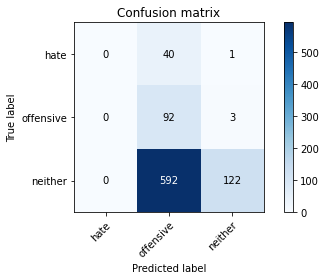 Confusion matrix
hate
0
40
1
offensive
0
92
3
neither
0
592
122
hate
offensive
neither
True label
Predicted label
500
400
300
200
100
0